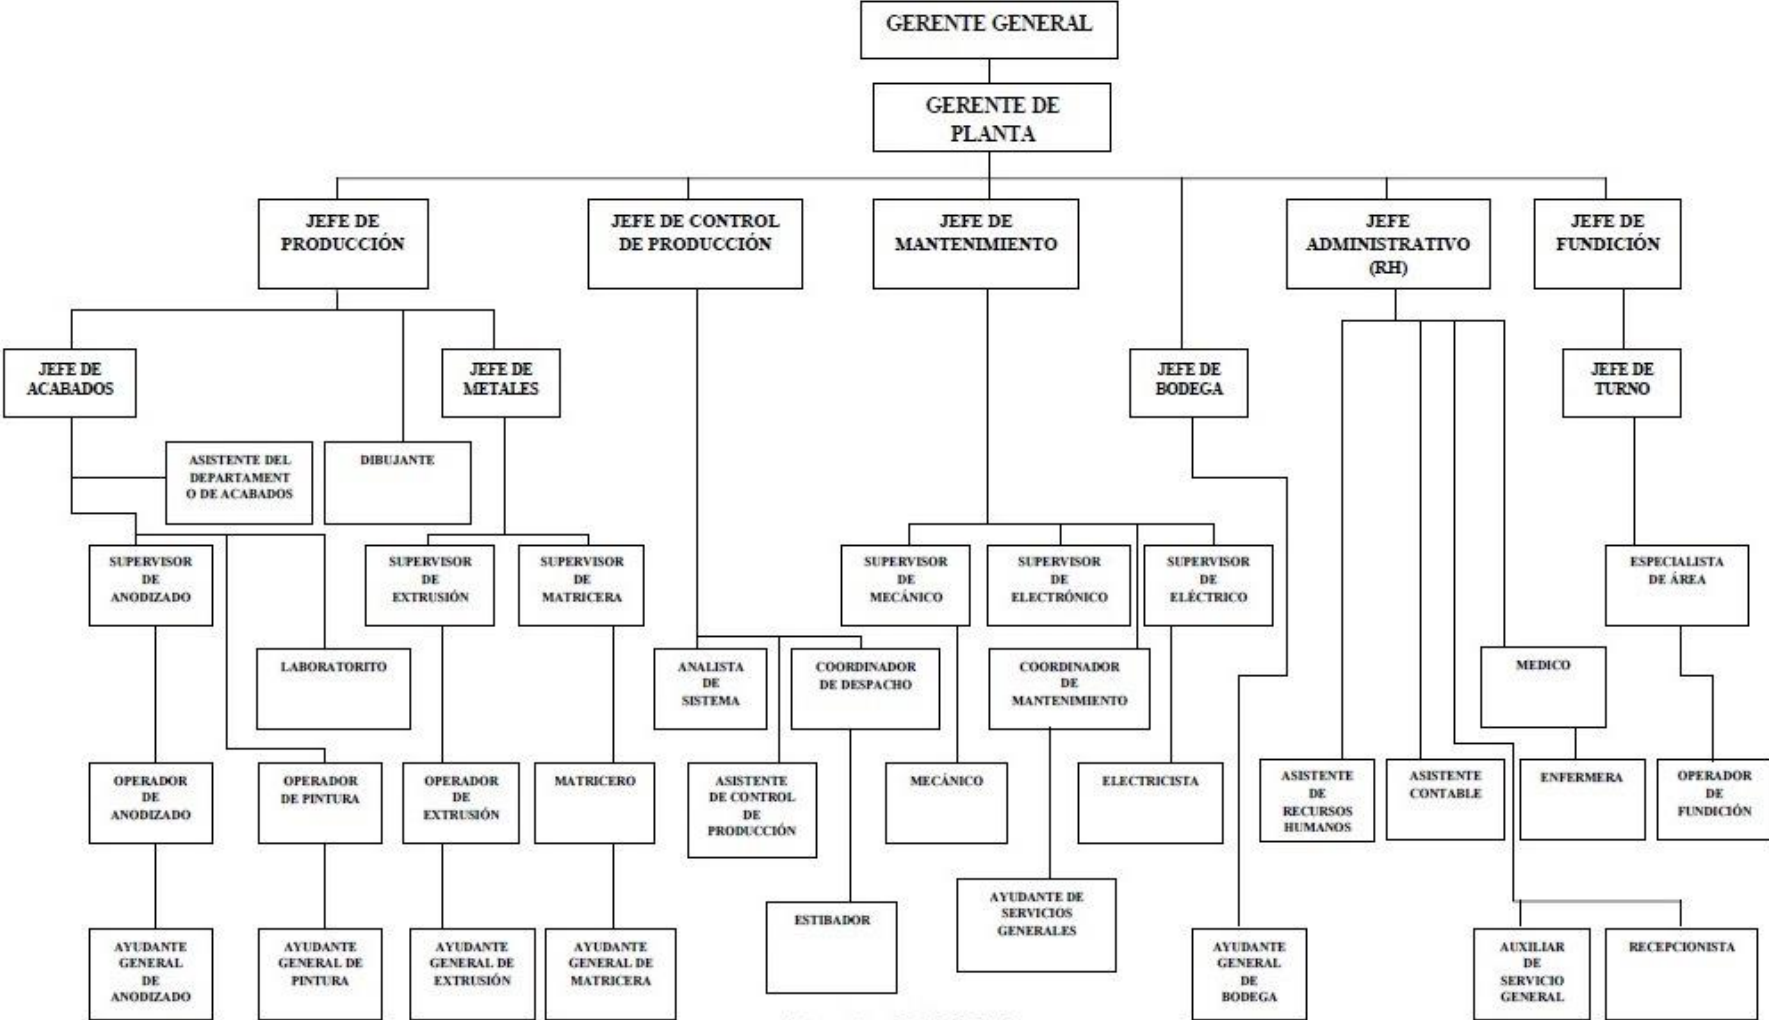 GERENTE GENERAL
GERENTE DE
PLANTA
JEFE DE
PRODUCCIÓN
JEFE DE CONTROL
DE PRODUCCIÓN
JEFE DE
MANTENIMIENTO
JEFE
ADMINISTRATIVO
(RH)
JEFE DE
FUNDICIÓN
JEFE DE
ACABADOS
JEFE DE
METALES
JEFE DE
BODEGA
JEFE DE
TURNO
ASISTENTE DEL
DEPARTAMENT
O DE ACABADOS
DIBUJANTE
SUPERVISOR
DE
ANODIZADO
SUPERVISOR
DE
EXTRUSIÓN
SUPERVISOR
DE
MATRICERA
SUPERVISOR
DE
MECÁNICO
SUPERVISOR
DE
ELECTRÓNICO
SUPERVISOR
DE
ELÉCTRICO
ESPECIALISTA
DE ÁREA
LABORATORITO
ANALISTA
DE
SISTEMA
COORDINADOR
DE DESPACHO
COORDINADOR
DE
MANTENIMIENTO
MEDICO
OPERADOR
DE
ANODIZADO
OPERADOR
DE PINTURA
OPERADOR
DE
EXTRUSIÓN
MATRICERO
ASISTENTE
DE CONTROL
DE
PRODUCCIÓN
MECÁNICO
ELECTRICISTA
ASISTENTE
DE
RECURSOS
HUMANOS
ASISTENTE
CONTABLE
ENFERMERA
OPERADOR
DE
FUNDICIÓN
AYUDANTE
GENERAL
DE
ANODIZADO
AYUDANTE
GENERAL DE
PINTURA
AYUDANTE
GENERAL DE
EXTRUSIÓN
AYUDANTE
GENERAL DE
MATRICERA
ESTIBADOR
AYUDANTE DE
SERVICIOS
GENERALES
AYUDANTE
GENERAL
DE
BODEGA
AUXILIAR
DE
SERVICIO
GENERAL
RECEPCIONISTA